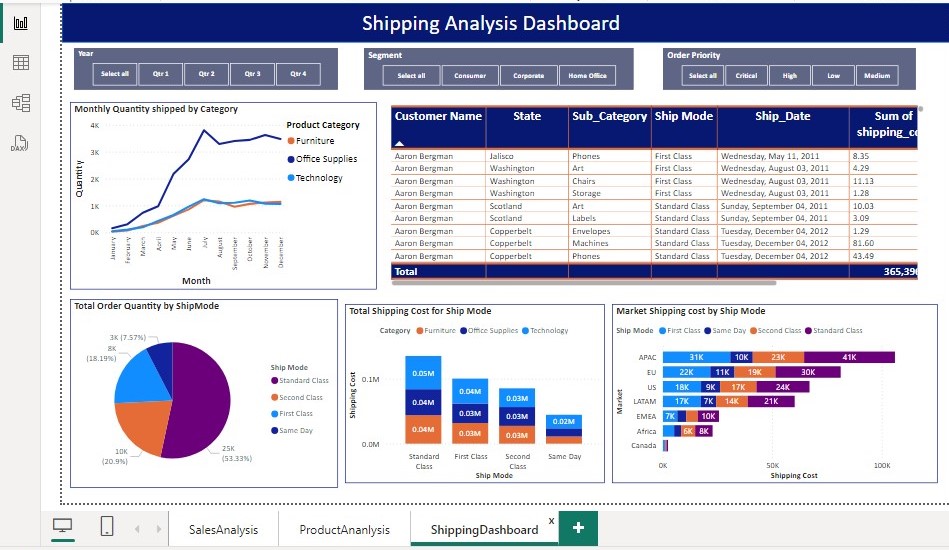 Shipping Analysis Dashboard
Year
Select all Qtr 1 Qtr 2 Qtr 3 Qtr 4
Segment
Select all Consumer Corporate Home Office
Order Priority
Select all Critical High Low Medium
DAX
Monthly Quantity shipped by Category
4K
3K
2K
1K
0K
Quantity
January February March April May June July August September October November December
Month
Product Category
Furniture
Office Supplies
Technology
Customer Name State Sub_Category Ship Mode Ship_Date Sum of
shipping_co
Aaron Bergman Jalisco Phones First Class Wednesday, May 11, 2011 8.35
Aaron Bergman Washington Art First Class Wednesday, August 03, 2011 4.29
Aaron Bergman Washington Chairs First Class Wednesday, August 03, 2011 11.13
Aaron Bergman Washington Storage First Class Wednesday, August 03, 2011 1.28
Aaron Bergman Scotland Art Standard Class Sunday, September 04, 2011 10.03
Aaron Bergman Scotland Labels Standard Class Sunday, September 04, 2011 3.09
Aaron Bergman Copperbelt Envelopes Standard Class Tuesday, December 04, 2012 1.29
Aaron Bergman Copperbelt Machines Standard Class Tuesday, December 04, 2012 81.60
Aaron Bergman Copperbelt Phones Standard Class Tuesday, December 04, 2012 43.49
Total 365,396
Total Order Quantity by ShipMode
3K (7.57%)
8K
(18.19%)
10K
(20.9%)
25K
(53.33%)
Ship Mode
Standard Class
Second Class
First Class
Same Day
Total Shipping Cost for Ship Mode
Category Furniture Office Supplies Technology
Shipping Cost
0.1M
0.0M
0.05M
0.04M
0.04M
0.04M
0.03M
0.03M
0.03M
0.03M
0.03M
0.02M
Standard
Class
First Class
Second
Class
Same Day
Ship Mode
Market Shipping cost by Ship Mode
Ship Mode First Class Same Day Second Class Standard Class
Market
APAC 31K 10K 23K 41K
EU 22K 11K 19K 30K
US 18K 9K 17K 24K
LATAM 17K 7K 14K 21K
EMEA 7K 10K
Africa 6K 8K
Canada
0K 50K 100K
Shipping Cost
SalesAnalysis ProductAnanlysis ShippingDashboard x +